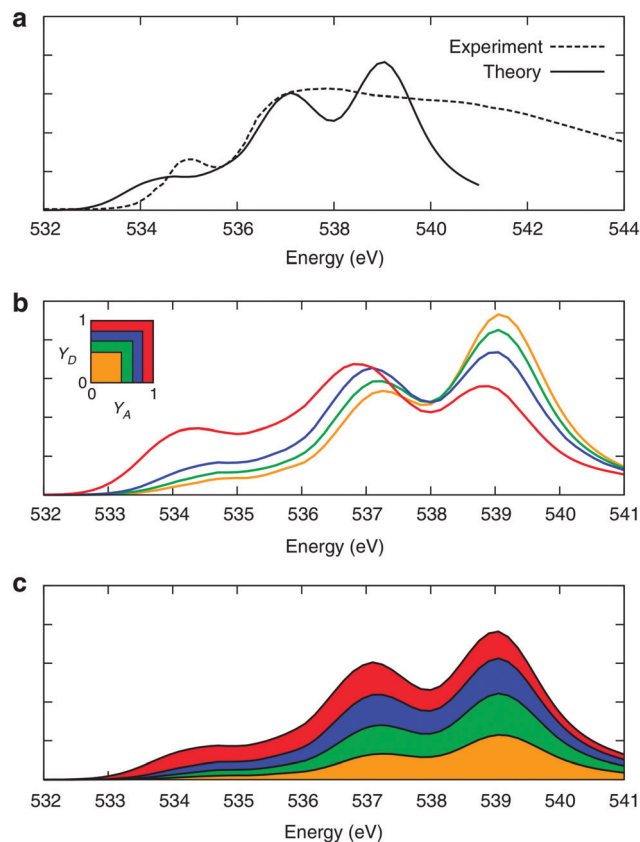 a
Experiment
Theory
532 534 536 538 540 542 544
Energy (eV)
b
1
Y_D
0
0 1
Y_A
532 533 534 535 536 537 538 539 540 541
Energy (eV)
c
532 533 534 535 536 537 538 539 540 541
Energy (eV)